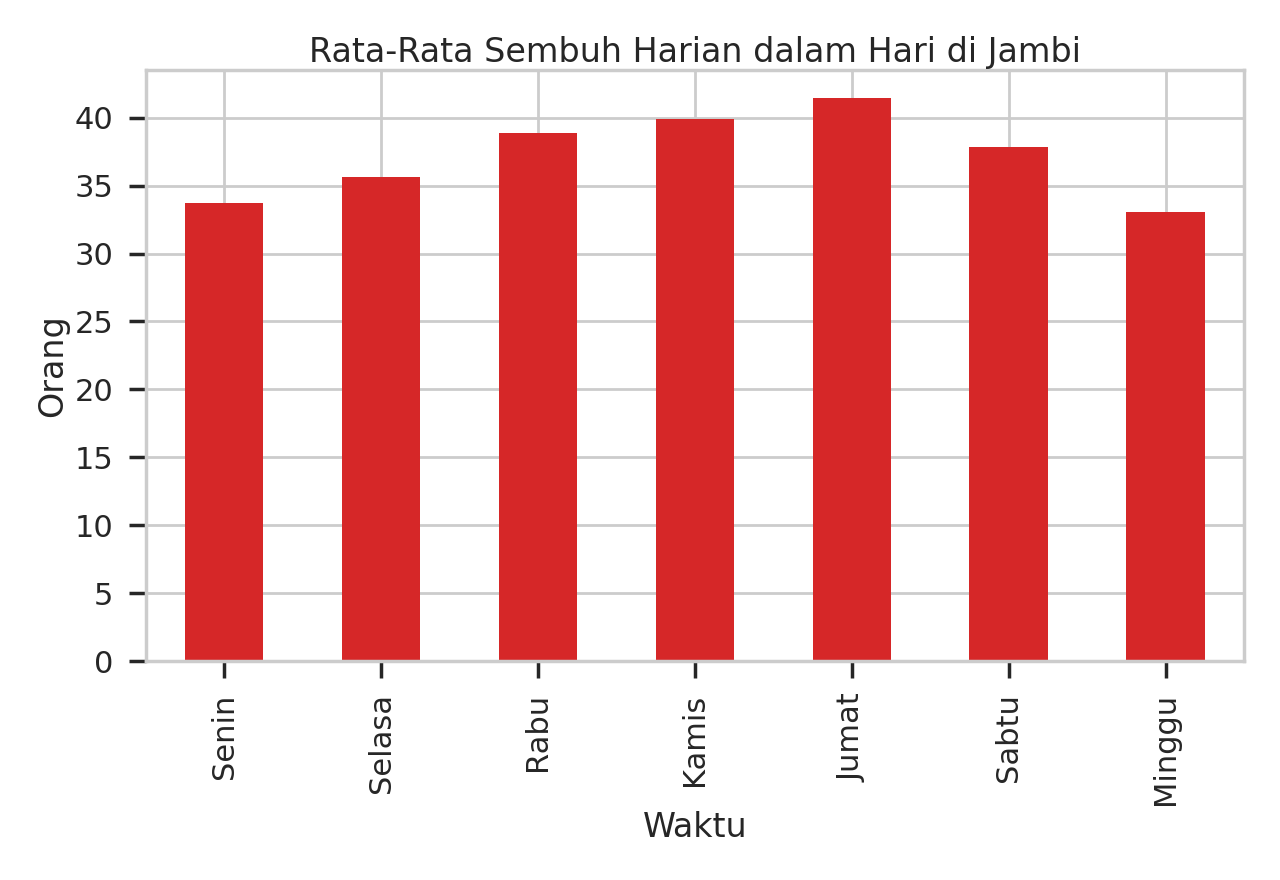 Rata-Rata Sembuh Harian dalam Hari di Jambi
40
35
30
25
20
15
10
5
0
Orang
Senin
Selasa
Rabu
Kamis
Jumat
Sabtu
Minggu
Waktu